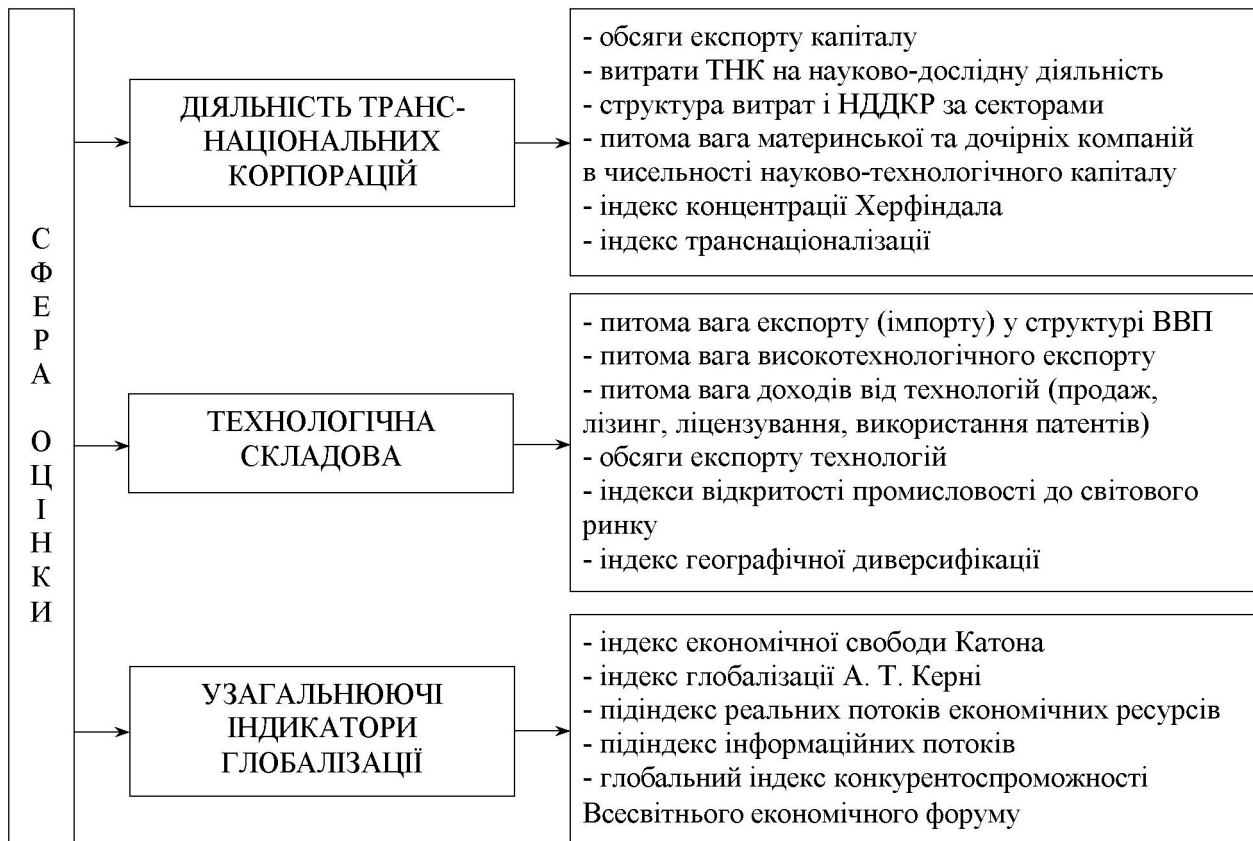 СФЕРА ОЦІНКИ
ДІЯЛЬНІСТЬ ТРАНС-
НАЦІОНАЛЬНИХ
КОРПОРАЦІЙ
- обсяги експорту капіталу
- витрати ТНК на науково-дослідну діяльність
- структура витрат і НДДКР за секторами
- питома вага материнської та дочірніх компаній
в чисельності науково-технологічного капіталу
- індекс концентрації Херфіндала
- індекс транснаціоналізації
ТЕХНОЛОГІЧНА
СКЛАДОВА
- питома вага експорту (імпорту) у структурі ВВП
- питома вага високотехнологічного експорту
- питома вага доходів від технологій (продаж,
лізинг, ліцензування, використання патентів)
- обсяги експорту технологій
- індекси відкритості промисловості до світового
ринку
- індекс географічної диверсифікації
УЗАГАЛЬНЮЮЧІ
ІНДИКАТОРИ
ГЛОБАЛІЗАЦІЇ
- індекс економічної свободи Катона
- індекс глобалізації А. Т. Керні
- підіндекс реальних потоків економічних ресурсів
- підіндекс інформаційних потоків
- глобальний індекс конкурентоспроможності
Всесвітнього економічного форуму